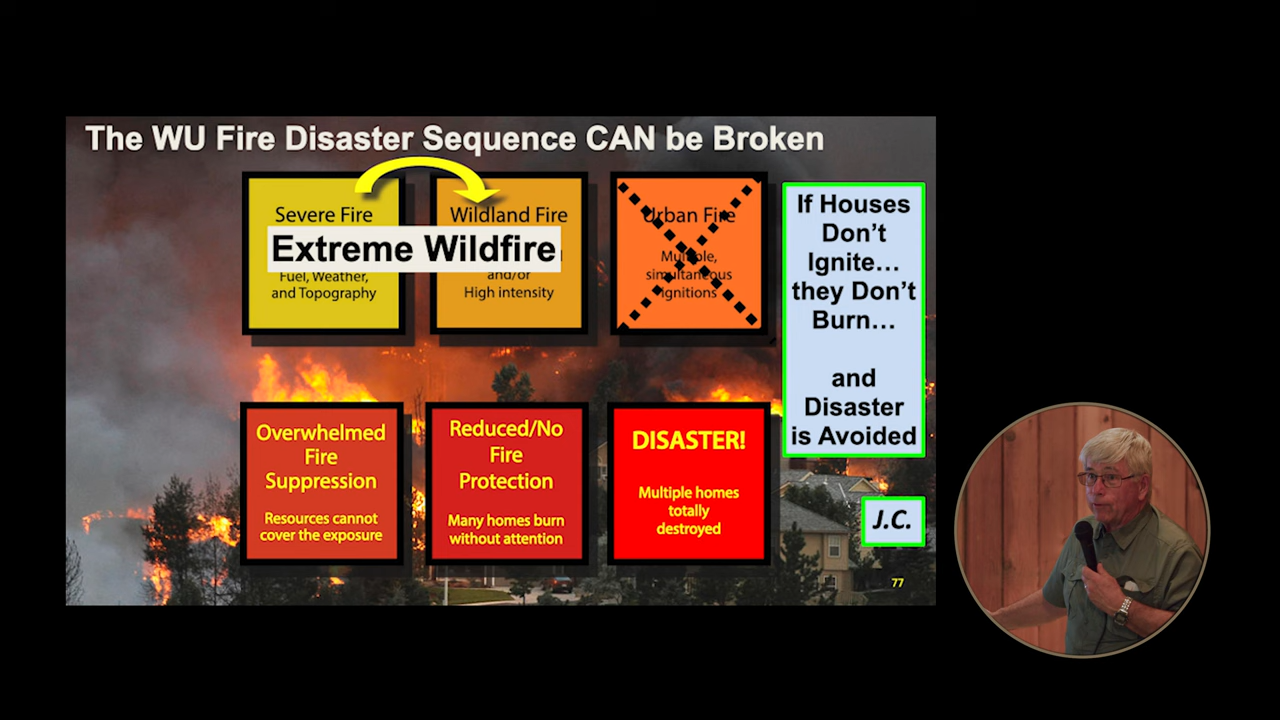 The WU Fire Disaster Sequence CAN be Broken
Severe Fire
Extreme Wildfire
Fuel, Weather,
and Topography
Wildland Fire
and/or
High intensity
Urban Fire
Multiple,
simultaneous
ignitions
If Houses
Don’t
Ignite…
they Don’t
Burn…
and
Disaster
is Avoided
Overwhelmed
Fire
Suppression
Resources cannot
cover the exposure
Reduced/No
Fire
Protection
Many homes burn
without attention
DISASTER!
Multiple homes
totally
destroyed
J.C.
77